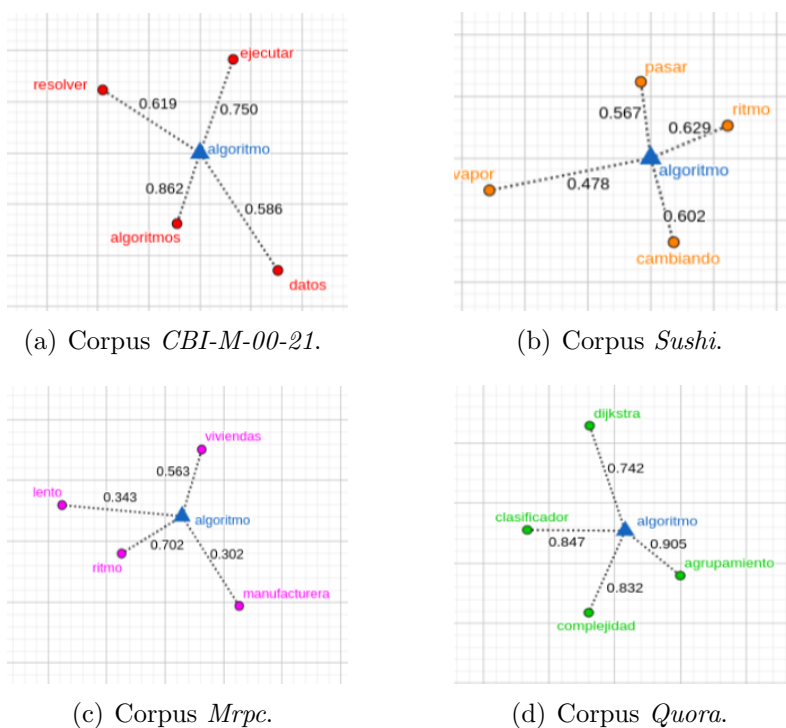 ejecutar
resolver
0.619
0.750
algoritmo
0.862
0.586
algoritmos
datos
(a) Corpus CBI-M-00-21.
pasar
ritmo
0.567
0.629
vapor
algoritmo
0.478
0.602
cambiando
(b) Corpus Sushi.
viviendas
0.563
lento
0.343
algoritmo
0.702
0.302
ritmo
manufacturera
(c) Corpus Mrpc.
dijkstra
0.742
clasificador
algoritmo
0.847
0.905
agrupamiento
0.832
complejidad
(d) Corpus Quora.